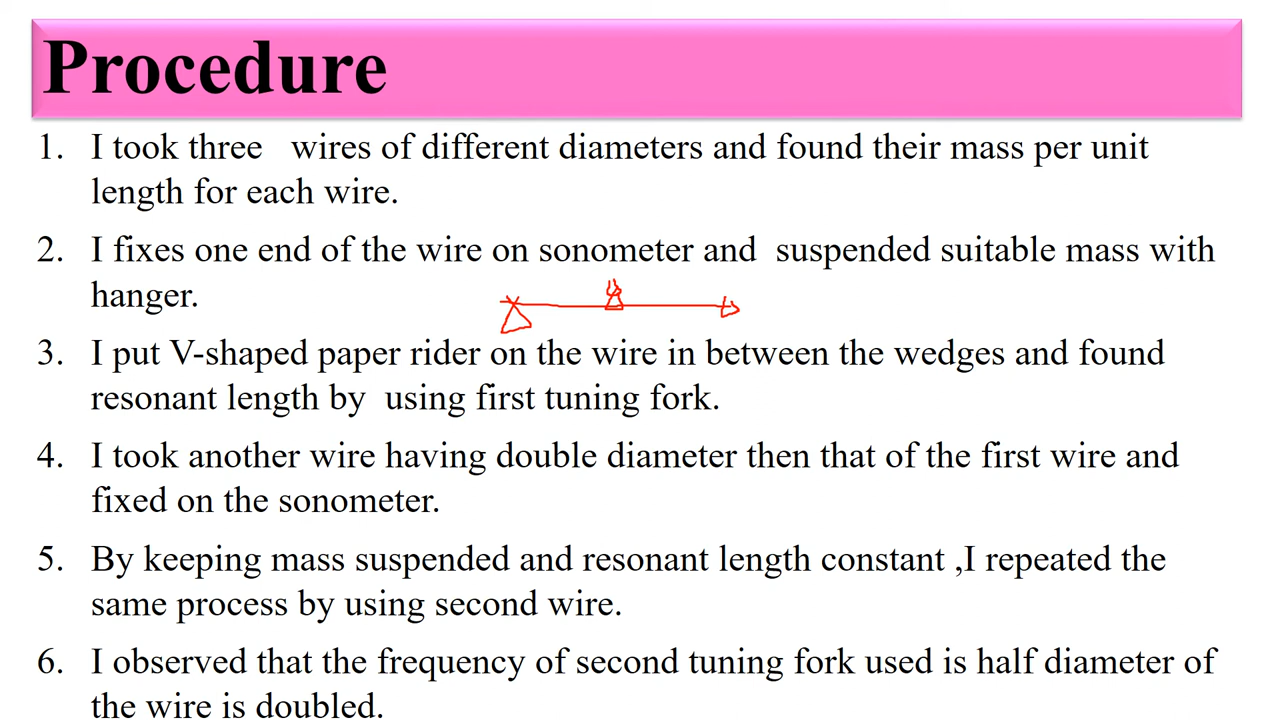 Procedure
1. I took three wires of different diameters and found their mass per unit
length for each wire.
2. I fixes one end of the wire on sonometer and suspended suitable mass with
hanger.
3. I put V-shaped paper rider on the wire in between the wedges and found
resonant length by using first tuning fork.
4. I took another wire having double diameter then that of the first wire and
fixed on the sonometer.
5. By keeping mass suspended and resonant length constant ,I repeated the
same process by using second wire.
6. I observed that the frequency of second tuning fork used is half diameter of
the wire is doubled.